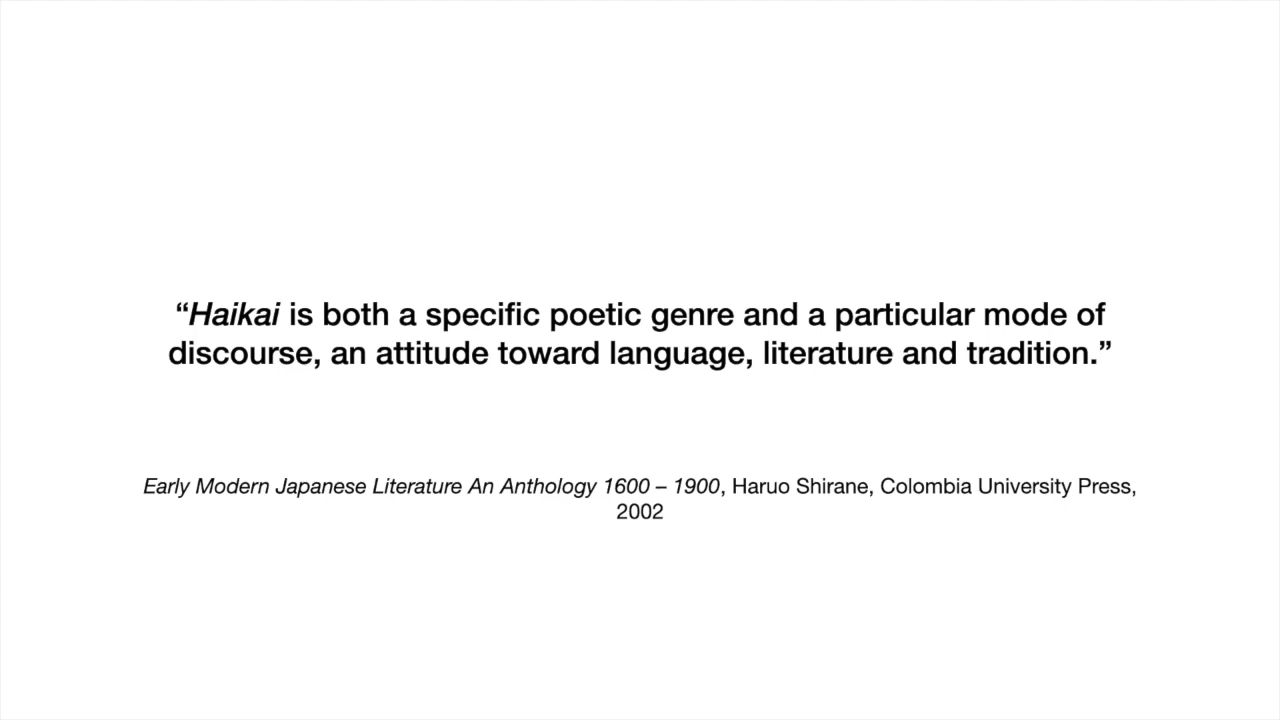 “Haikai is both a specific poetic genre and a particular mode of
discourse, an attitude toward language, literature and tradition.”
Early Modern Japanese Literature An Anthology 1600 – 1900, Haruo Shirane, Colombia University Press,
2002